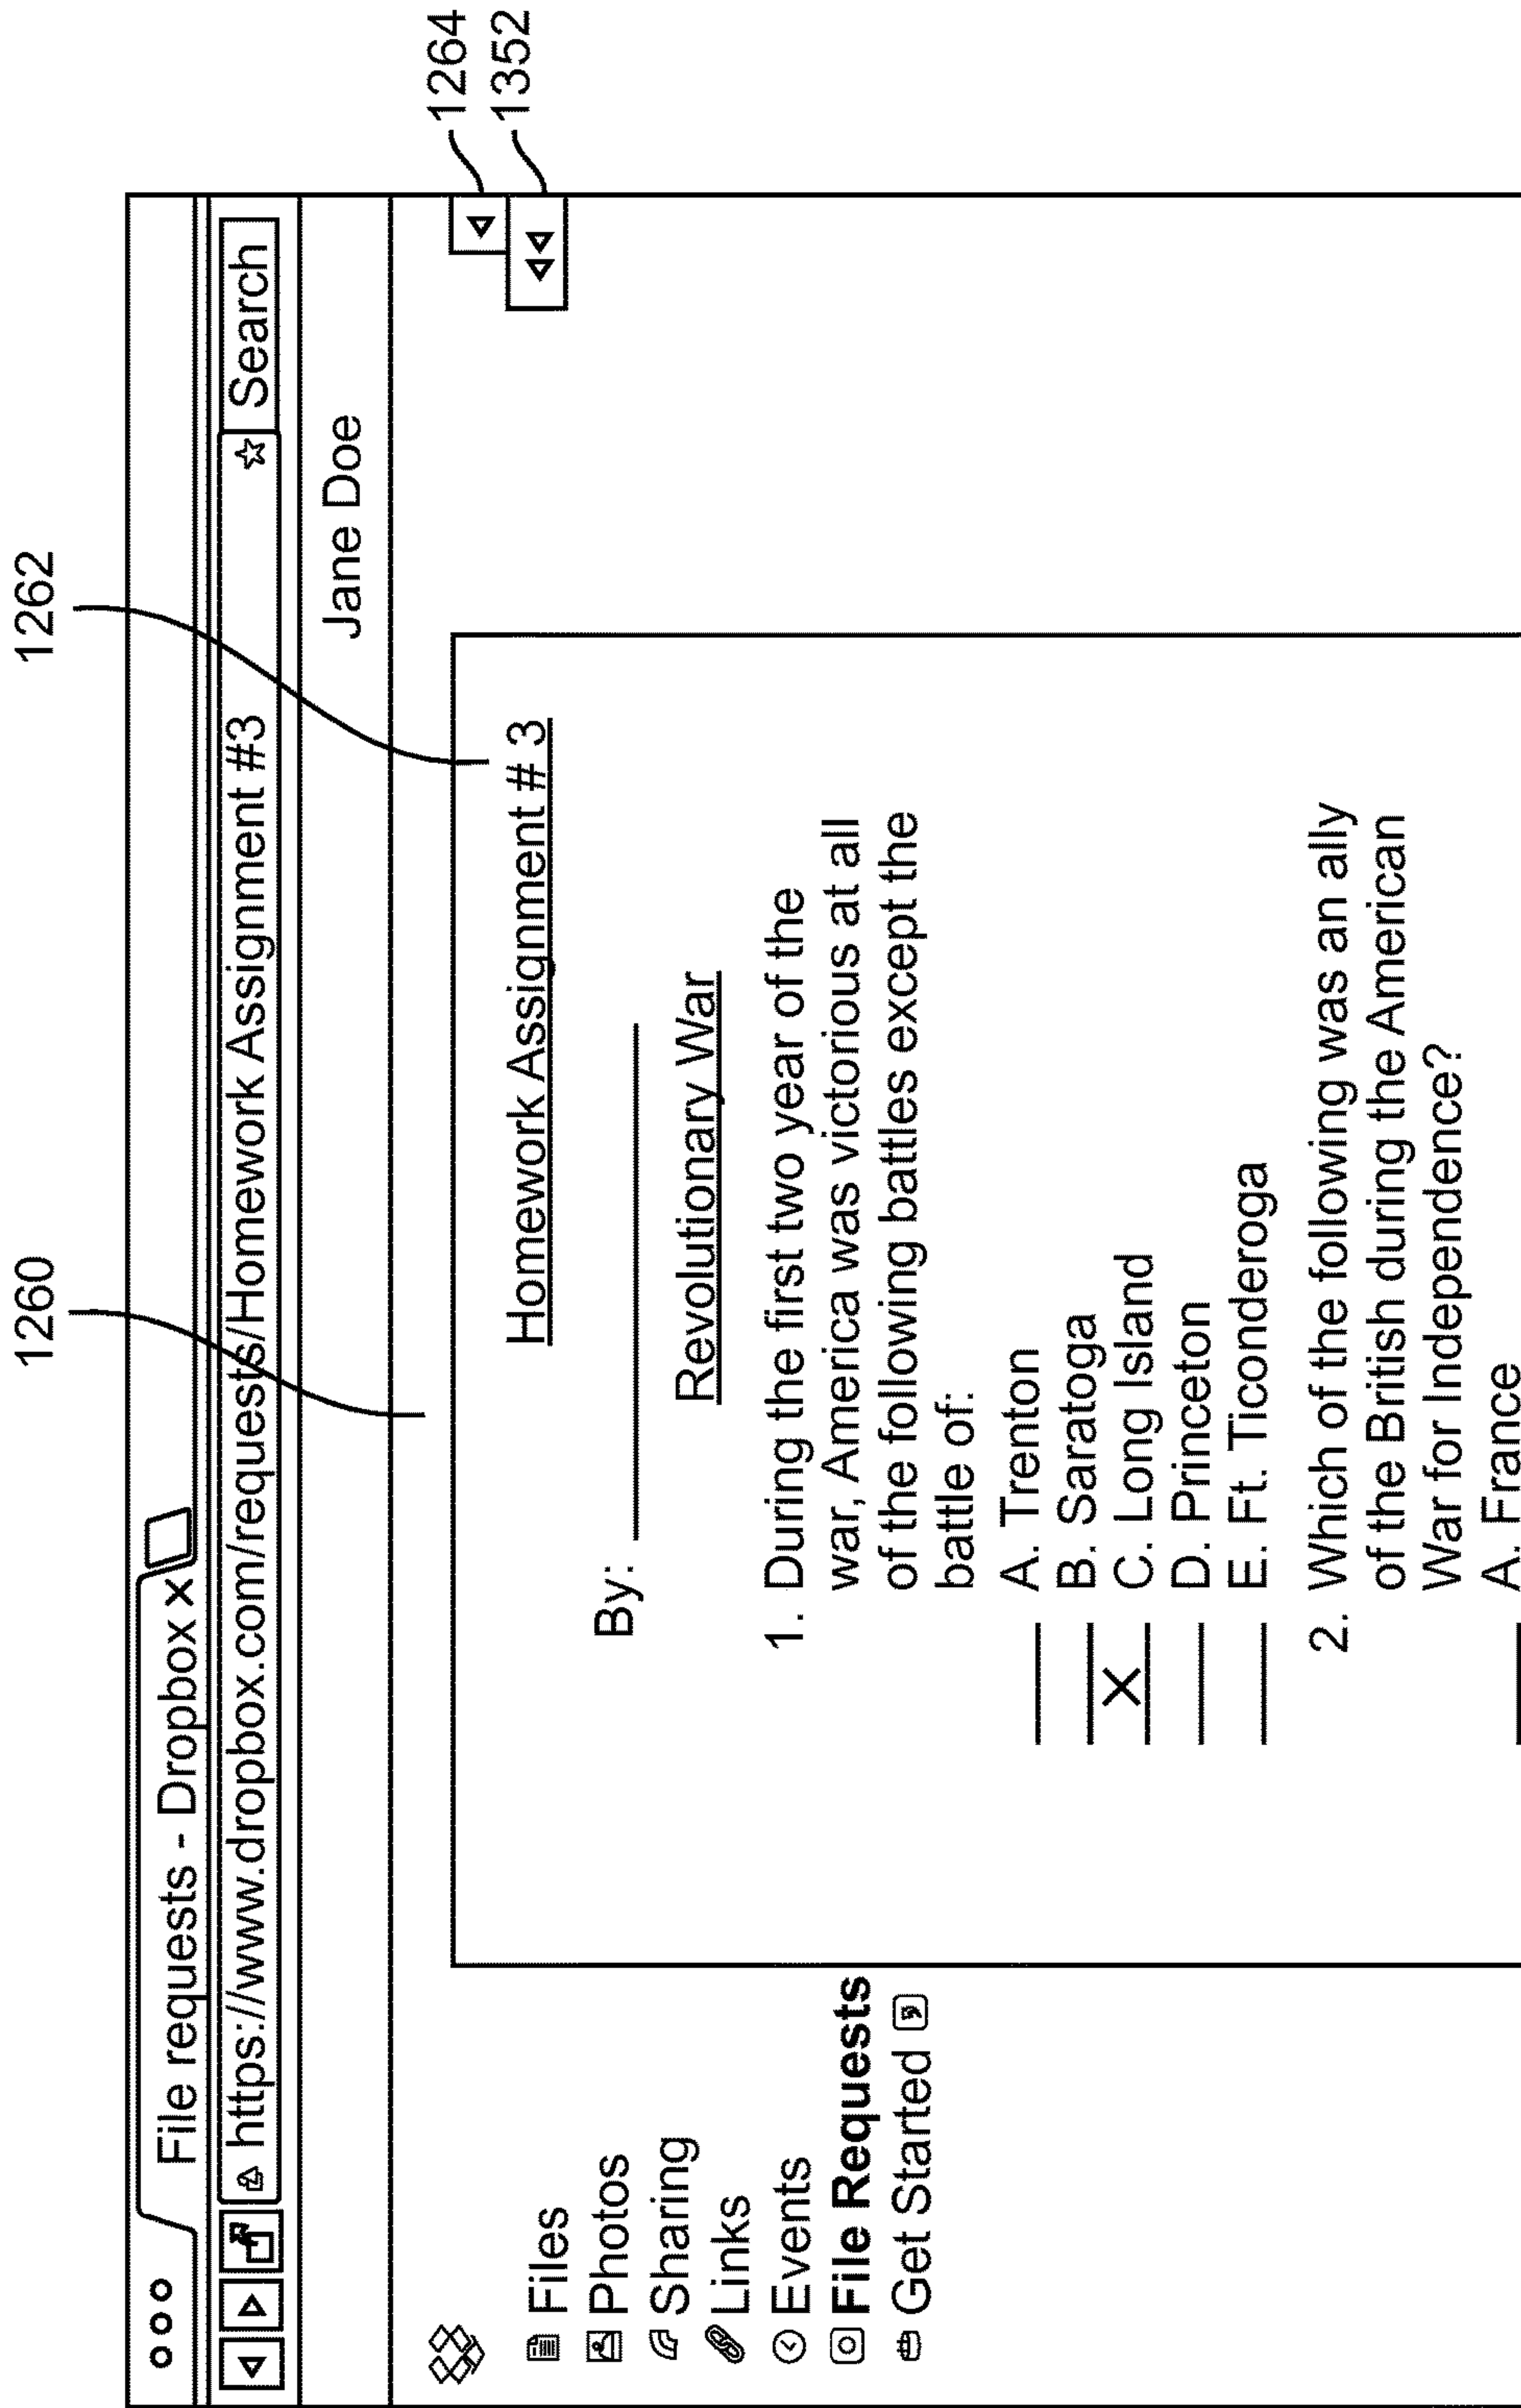 1260
1262
File requests - Dropbox x
https://www.dropbox.com/requests/Homework Assignment #3
Search
Jane Doe
1264
1352
Files
Photos
Sharing
Links
Events
File Requests
Get Started
Homework Assignment # 3
By:
Revolutionary War
1. During the first two year of the
war, America was victorious at all
of the following battles except the
battle of:
A. Trenton
B. Saratoga
X C. Long Island
D. Princeton
E. Ft. Ticonderoga
2. Which of the following was an ally
of the British during the American
War for Independence?
A. France